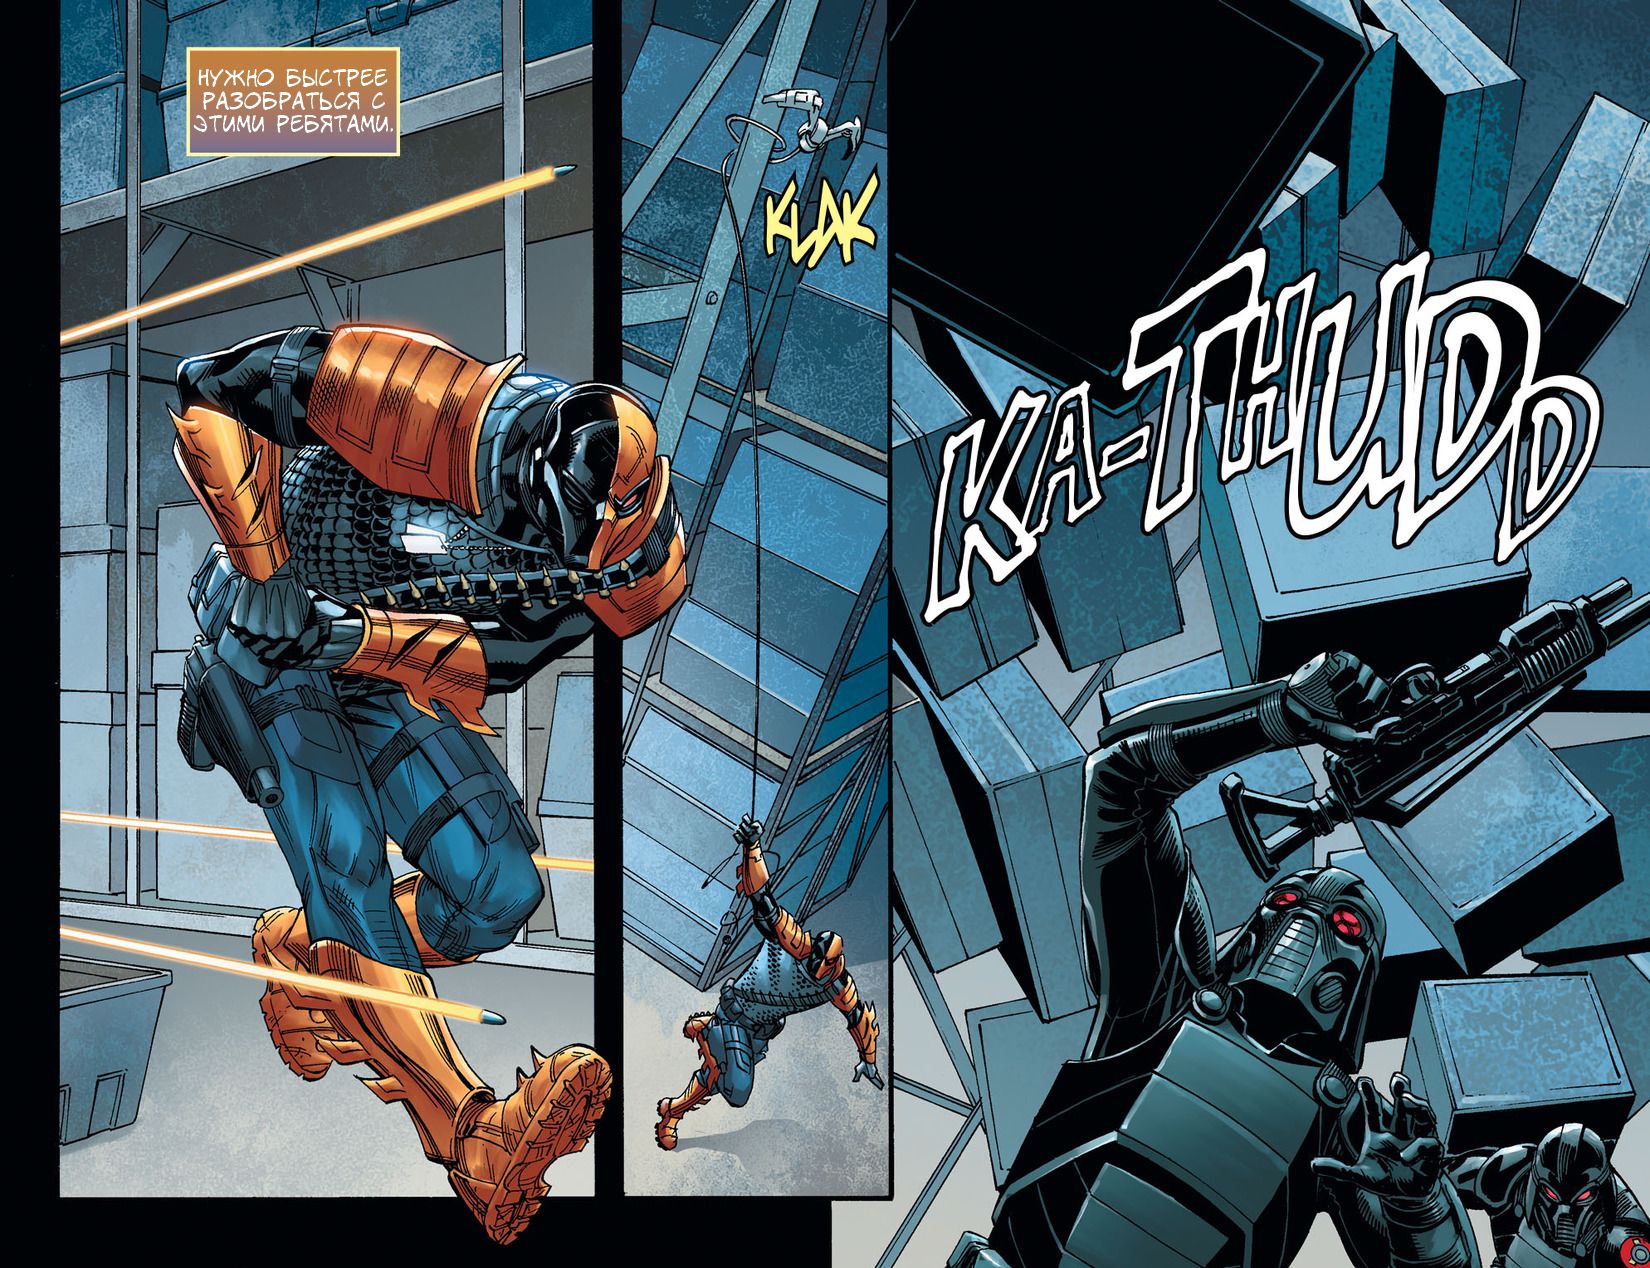 НУЖНО БЫСТРЕЕ
РАЗОБРАТЬСЯ С
ЭТИМИ РЕБЯТАМИ.
KLAK
KA-THUDD